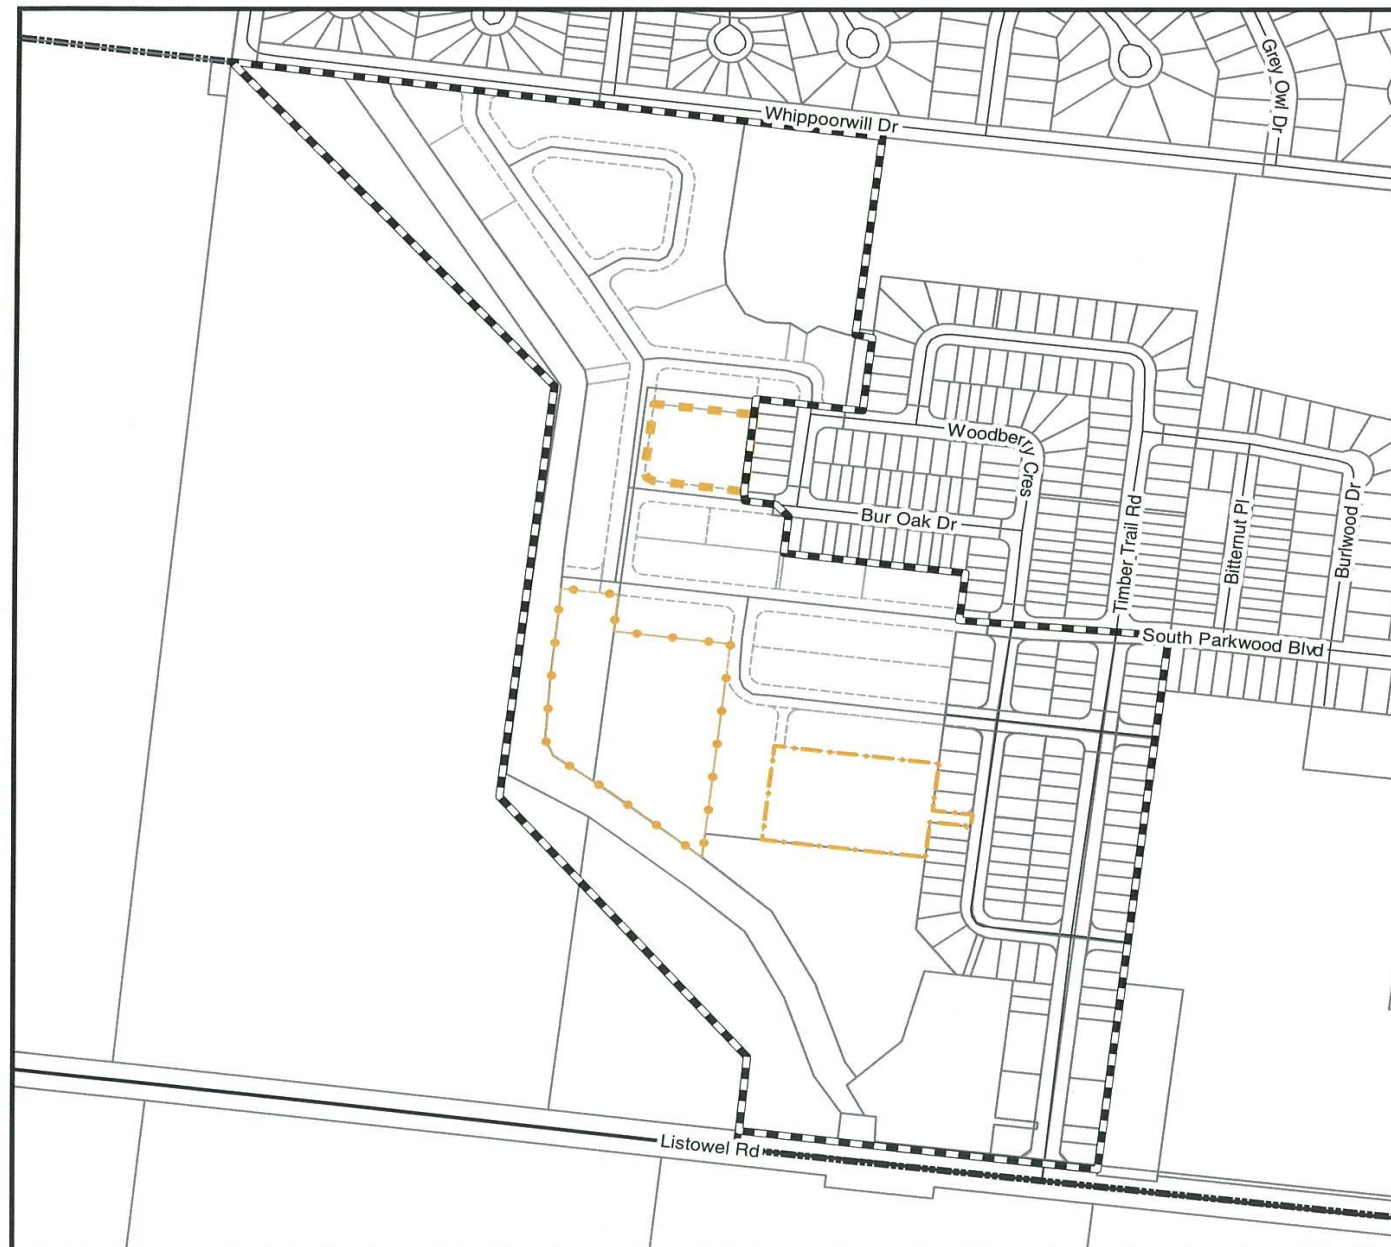 Grey Owl Dr
Whippoorwill Dr
Woodberry Cres
Bur Oak Dr
Timber Trail Rd
Bitternut Pl
Burlwood Dr
South Parkwood Blvd
Listowel Rd